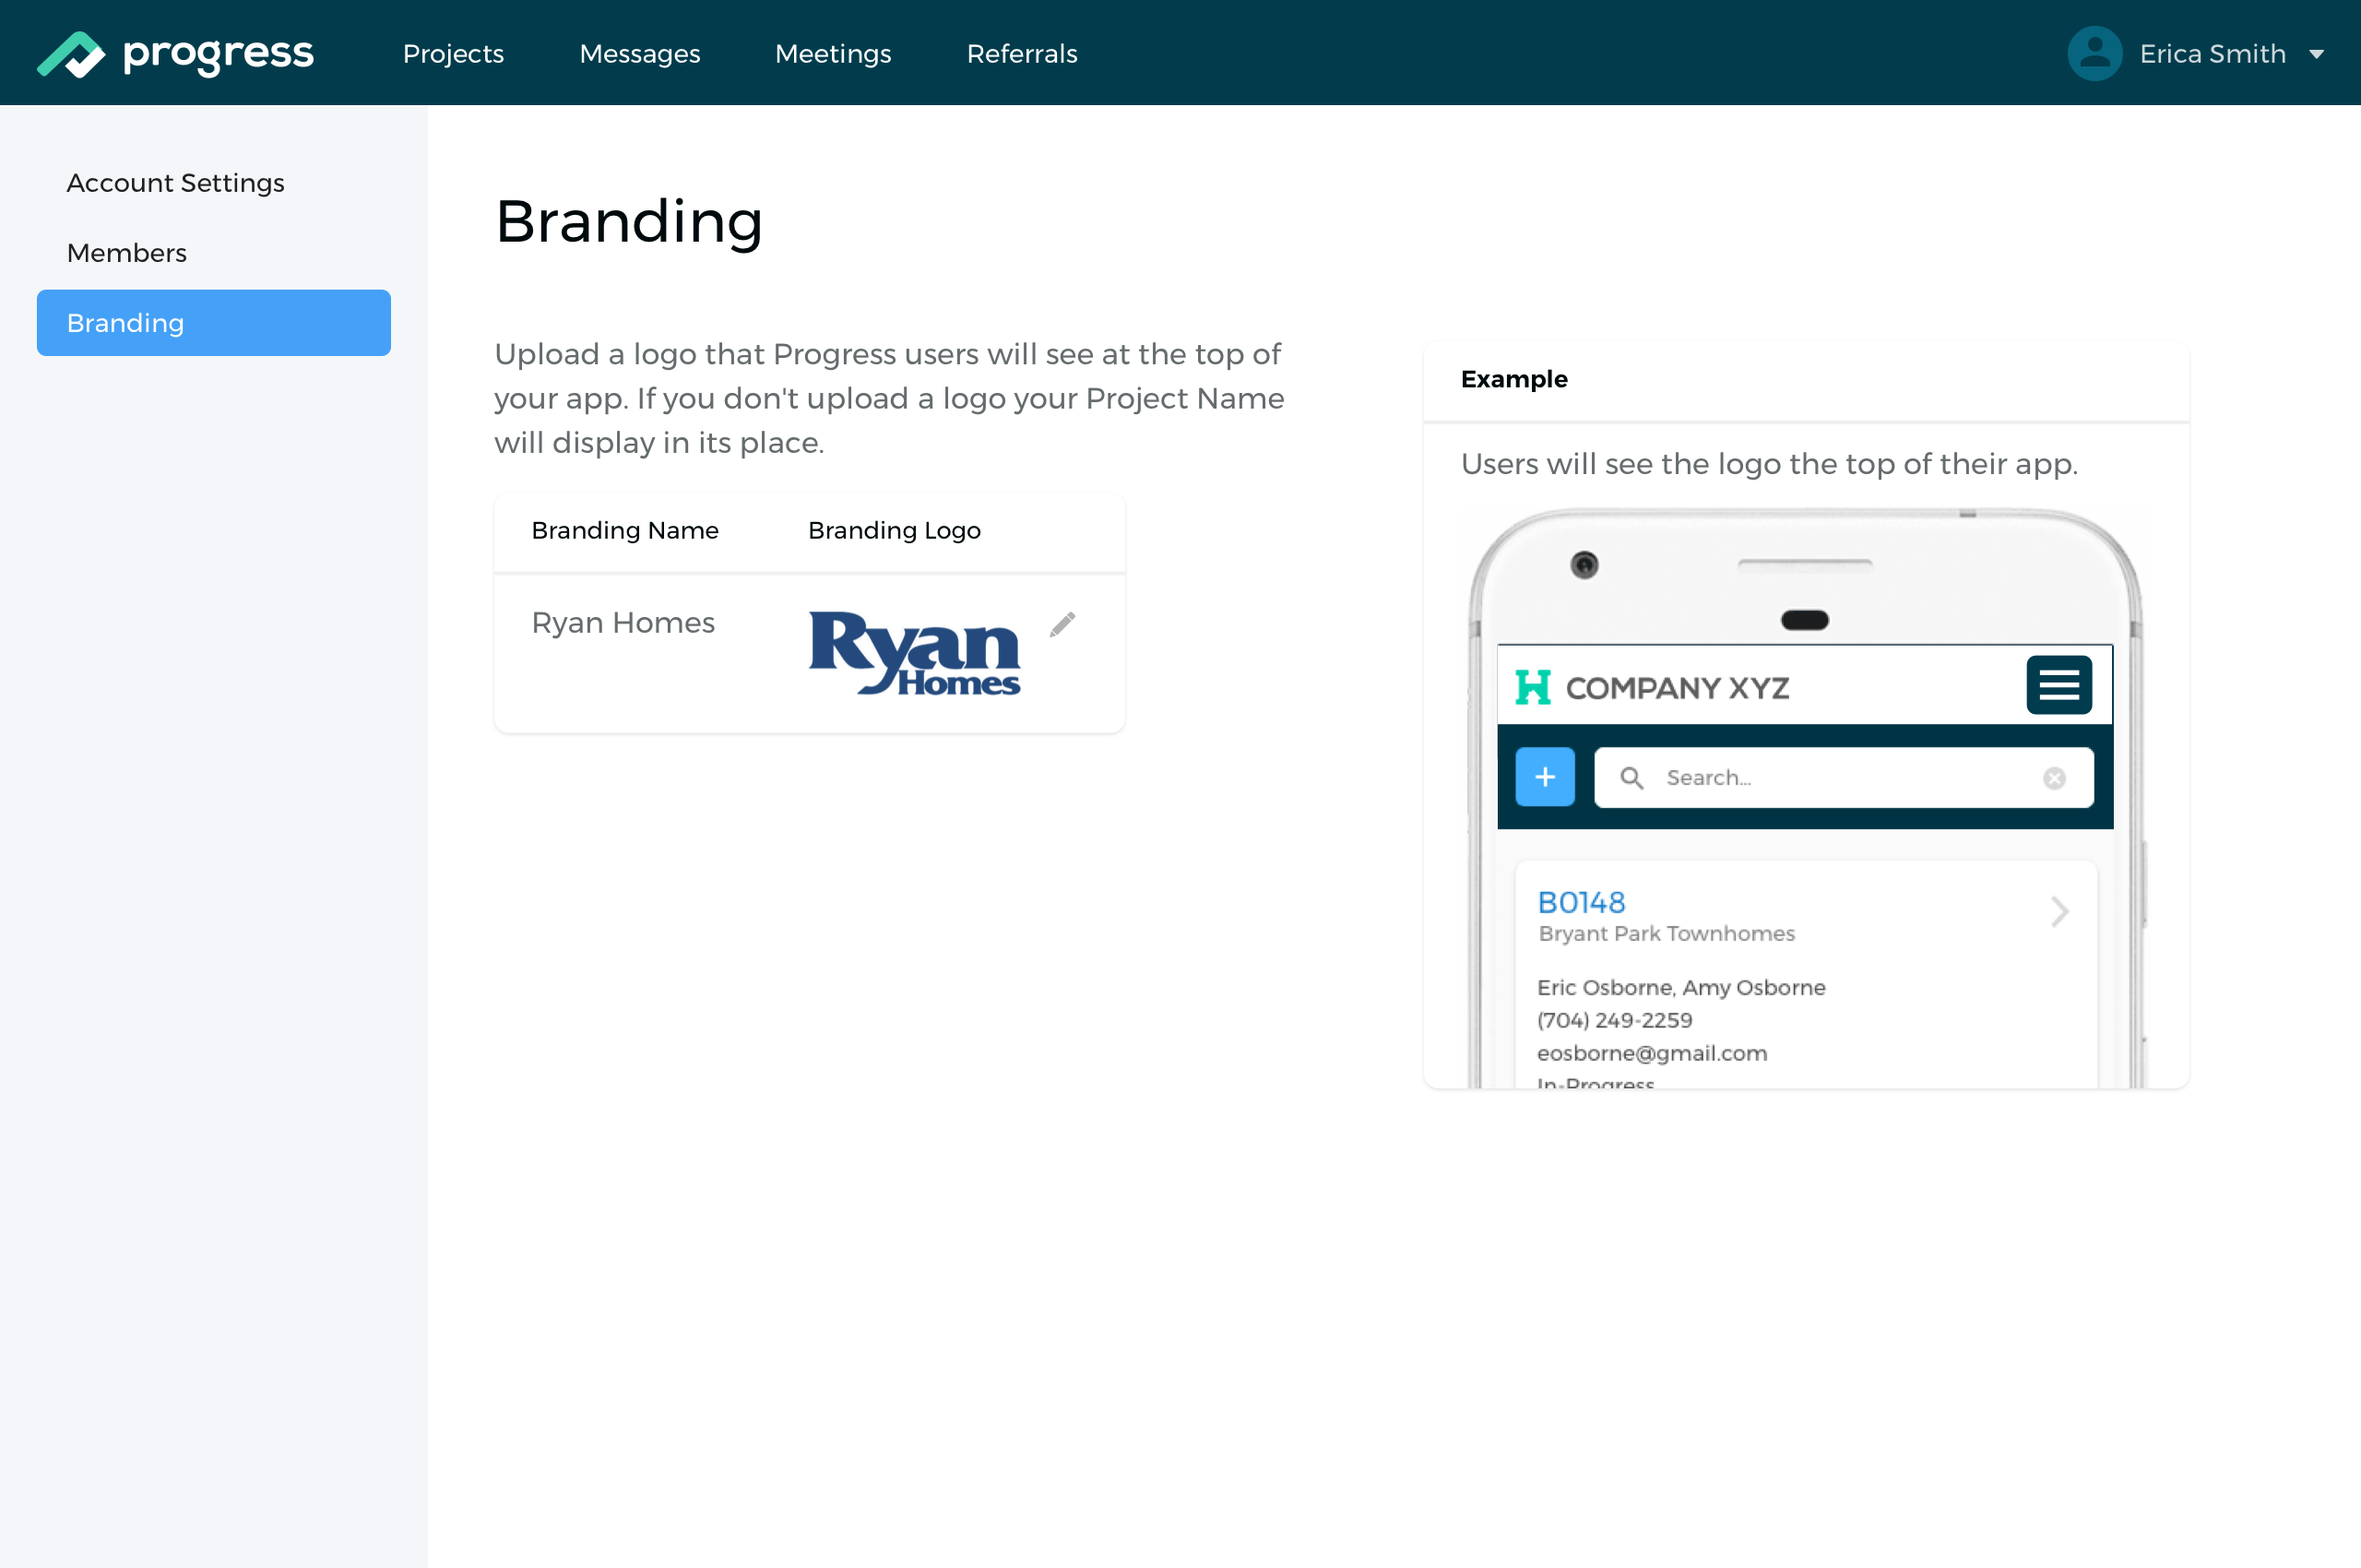 progress
Projects
Messages
Meetings
Referrals
Erica Smith
Account Settings
Members
Branding
Branding
Upload a logo that Progress users will see at the top of
your app. If you don't upload a logo your Project Name
will display in its place.
Branding Name
Branding Logo
Ryan Homes
Ryan
Homes
Example
Users will see the logo the top of their app.
COMPANY XYZ
Search...
B0148
Bryant Park Townhomes
Eric Osborne, Amy Osborne
(704) 249-2259
eosborne@gmail.com
In-Progress